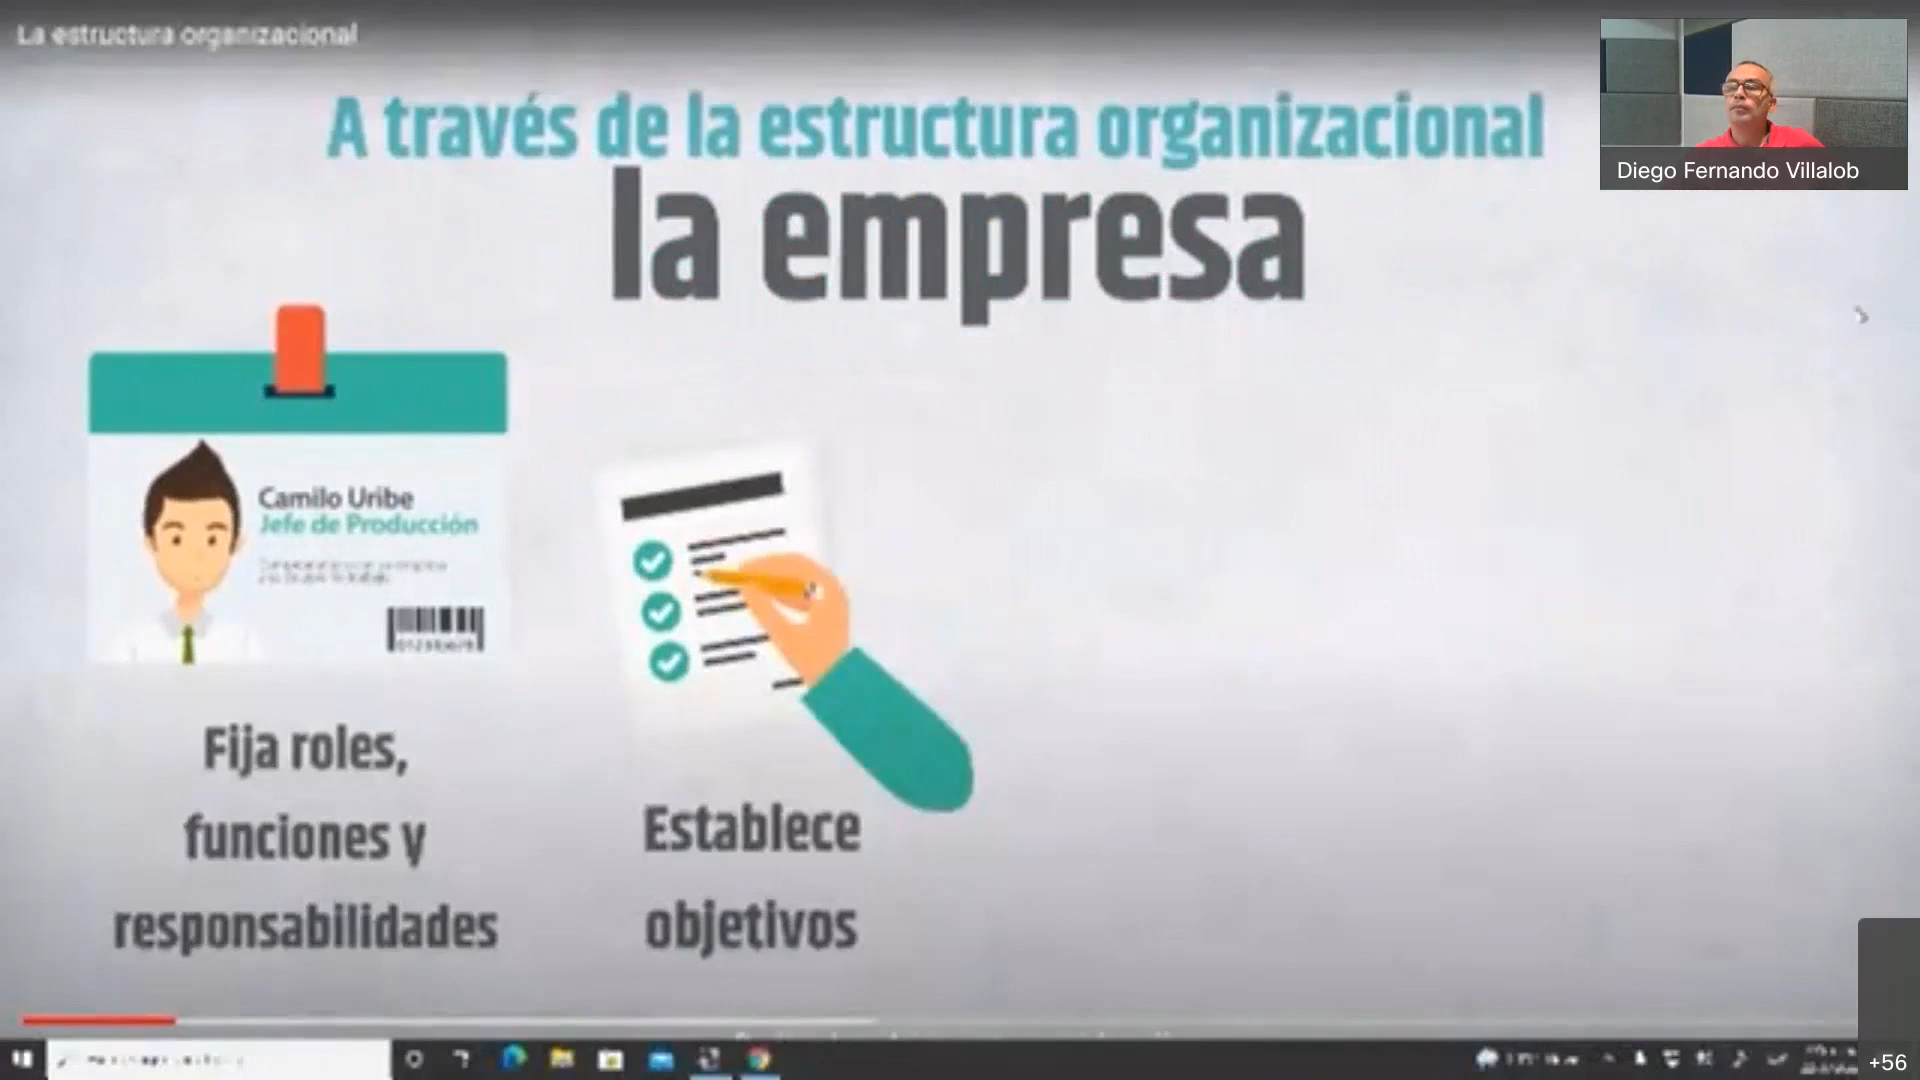 La estructura organizacional
A través de la estructura organizacional
la empresa
Diego Fernando Villalob
Camilo Uribe
Jefe de Producción
Fija roles,
funciones y
responsabilidades
Establece
objetivos
+56